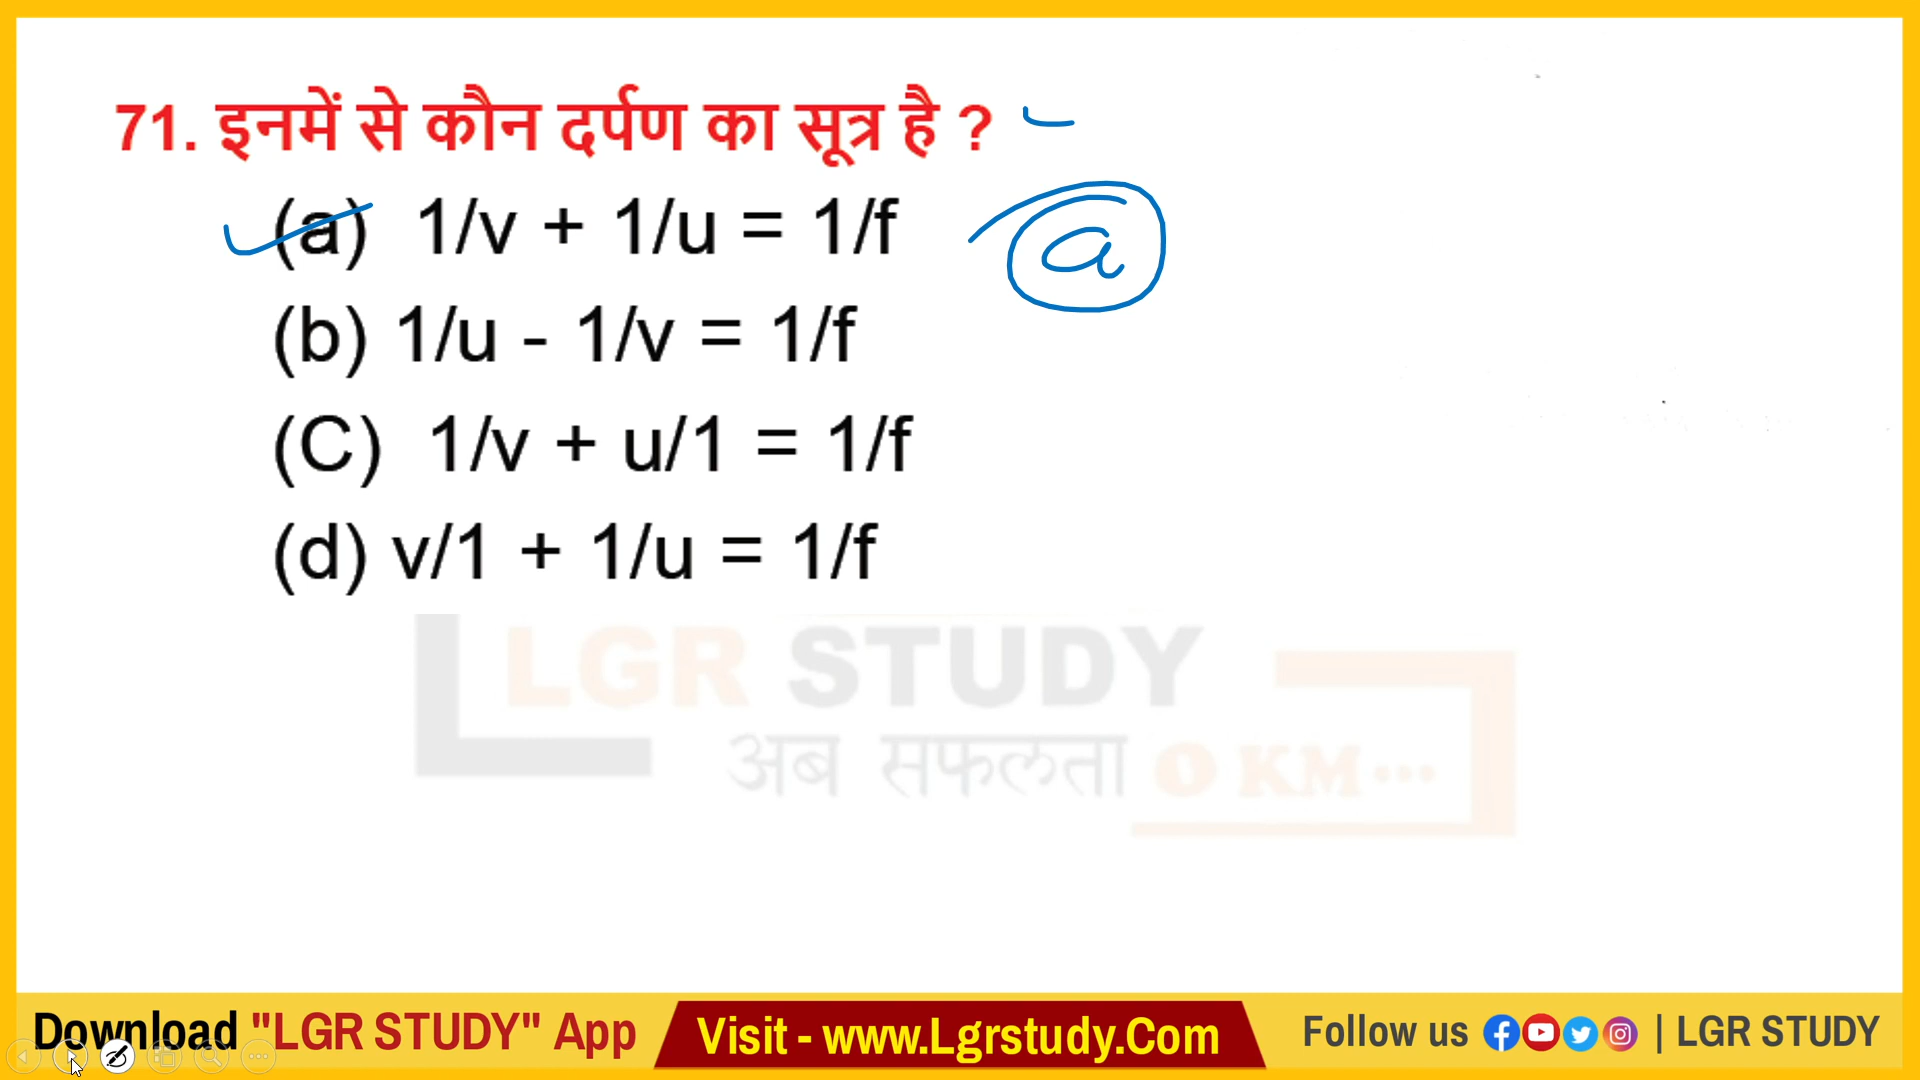 71. इनमें से कौन दर्पण का सूत्र है ?
(a) 1/v + 1/u = 1/f
a
(b) 1/u - 1/v = 1/f
(C) 1/v + u/1 = 1/f
(d) v/1 + 1/u = 1/f
LGR STUDY
अब सफलता 0 KM...
Download "LGR STUDY" App
Visit - www.Lgrstudy.Com
Follow us | LGR STUDY